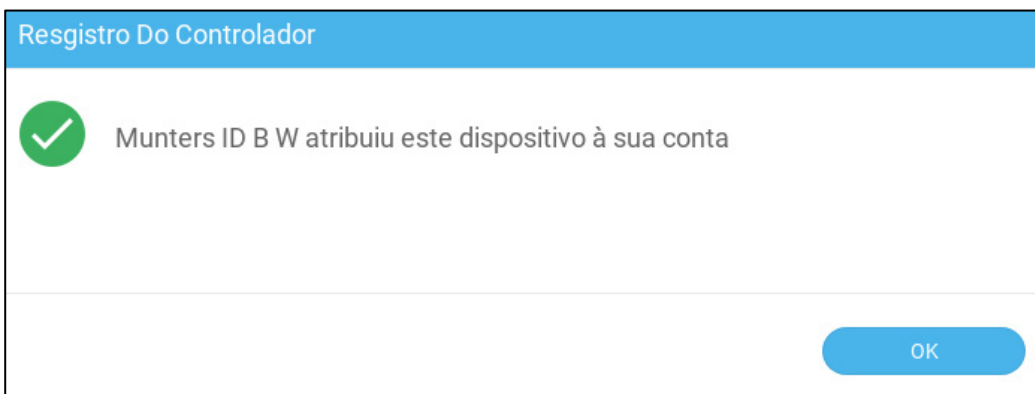 Resgistro Do Controlador
Munters ID B W atribuiu este dispositivo à sua conta
OK